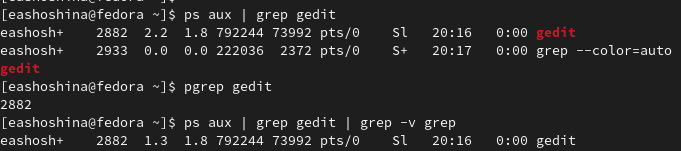 [eashoshina@fedora ~]$ ps aux | grep gedit
eashosh+    2882  2.2  1.8 792244 73992 pts/0    Sl   20:16   0:00 gedit
eashosh+    2933  0.0  0.0 222036  2372 pts/0    S+   20:17   0:00 grep --color=auto
gedit
[eashoshina@fedora ~]$ pgrep gedit
2882
[eashoshina@fedora ~]$ ps aux | grep gedit | grep -v grep
eashosh+    2882  1.3  1.8 792244 73992 pts/0    Sl   20:16   0:00 gedit